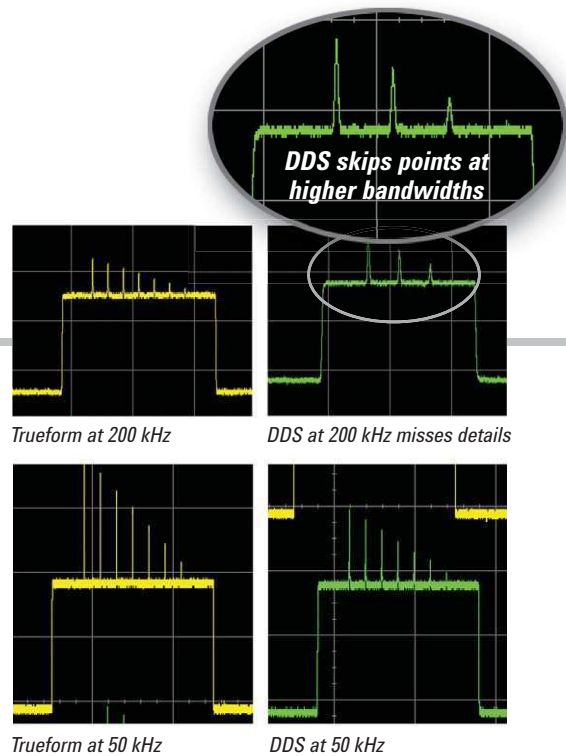 DDS skips points at
higher bandwidths
Trueform at 200 kHz
DDS at 200 kHz misses details
Trueform at 50 kHz
DDS at 50 kHz